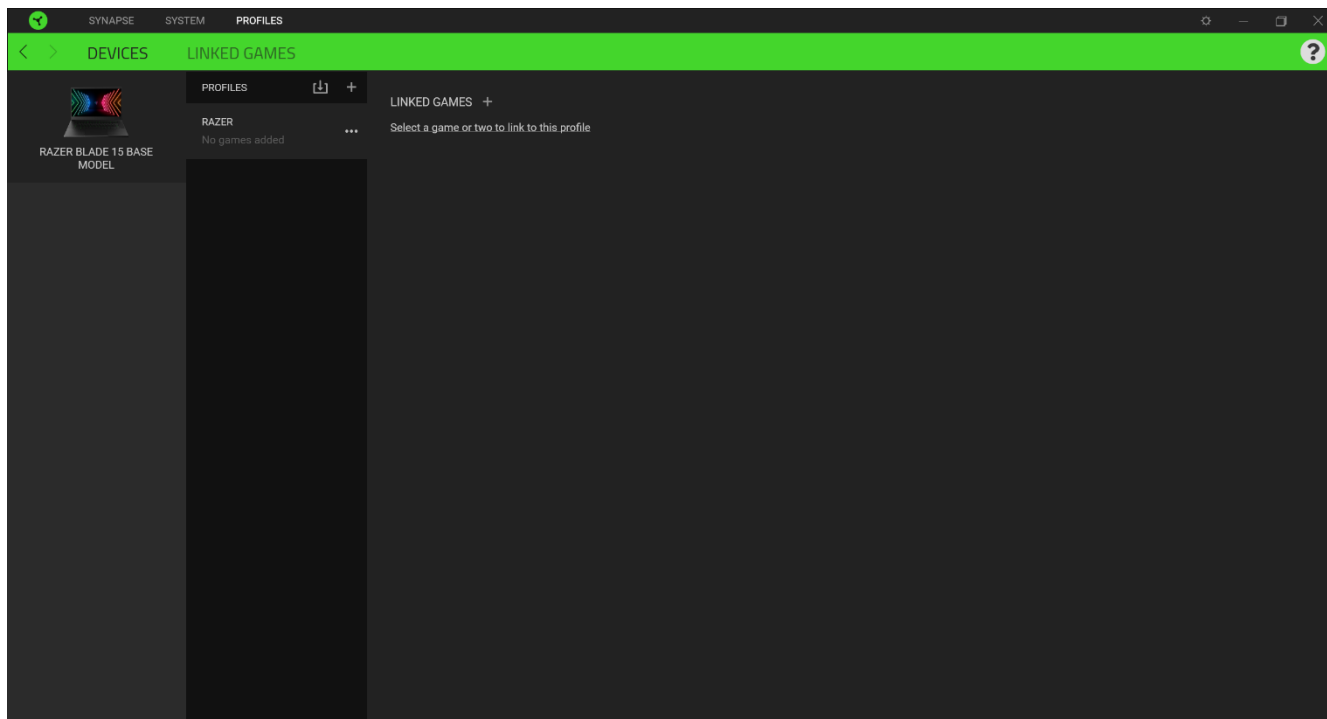 SYNAPSE SYSTEM PROFILES
DEVICES LINKED GAMES ?
RAZER BLADE 15 BASE
MODEL
PROFILES
RAZER
No games added
LINKED GAMES +
Select a game or two to link to this profile